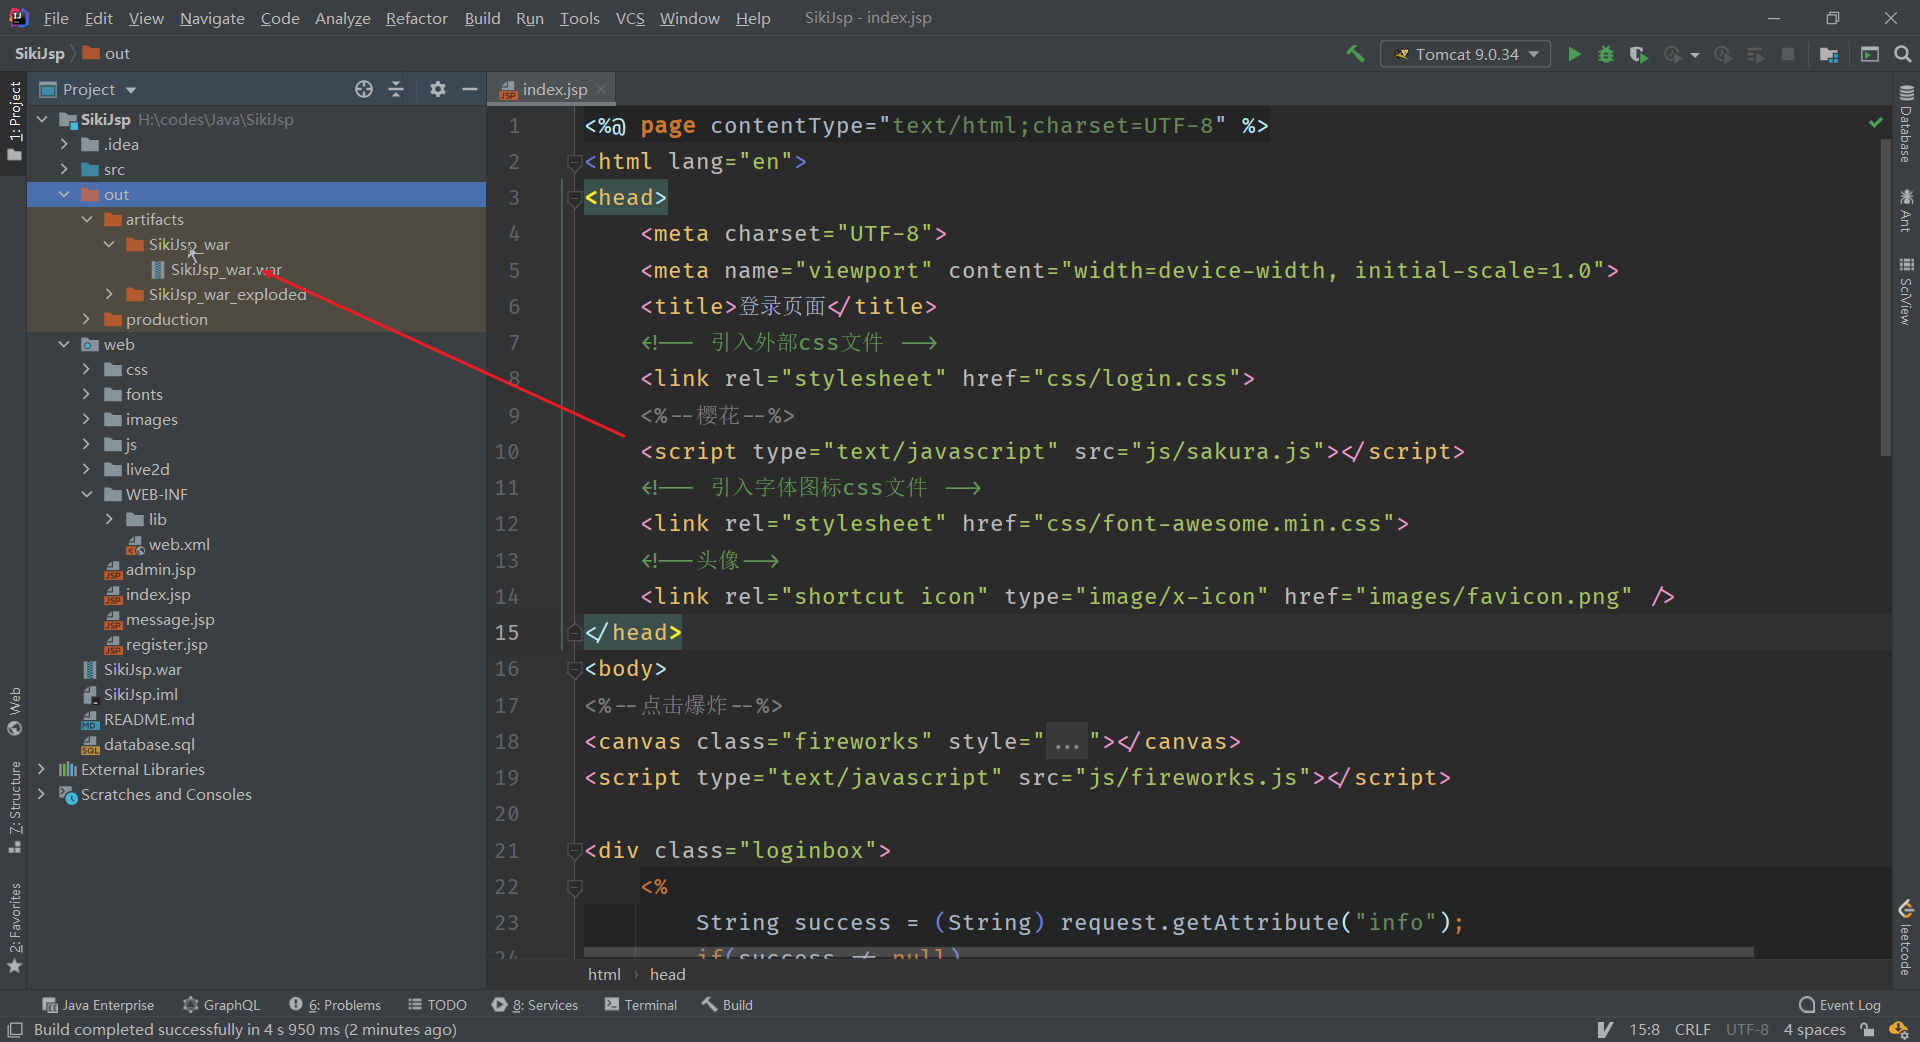 File Edit View Navigate Code Analyze Refactor Build Run Tools VCS Window Help SikiJsp - index.jsp
SikiJsp out
Tomcat 9.0.34
1: Project
Project
SikiJsp H:\codes\Java\SikiJsp
.idea
src
out
artifacts
SikiJsp_war
SikiJsp_war.war
SikiJsp_war_exploded
production
web
css
fonts
images
js
live2d
WEB-INF
lib
web.xml
admin.jsp
index.jsp
message.jsp
register.jsp
SikiJsp.war
SikiJsp.iml
README.md
database.sql
External Libraries
Scratches and Consoles
Web
7: Structure
2: Favorites
index.jsp
1 <%@ page contentType="text/html;charset=UTF-8" %>
2 <html lang="en">
3 <head>
4 <meta charset="UTF-8">
5 <meta name="viewport" content="width=device-width, initial-scale=1.0">
6 <title>登录页面</title>
7 <!-- 引入外部css文件 -->
8 <link rel="stylesheet" href="css/login.css">
9 <%--樱花--%>
10 <script type="text/javascript" src="js/sakura.js"></script>
11 <!-- 引入字体图标css文件 -->
12 <link rel="stylesheet" href="css/font-awesome.min.css">
13 <!--头像-->
14 <link rel="shortcut icon" type="image/x-icon" href="images/favicon.png" />
15 </head>
16 <body>
17 <%--点击爆炸--%>
18 <canvas class="fireworks" style="..."></canvas>
19 <script type="text/javascript" src="js/fireworks.js"></script>
20
21 <div class="loginbox">
22 <%
23 String success = (String) request.getAttribute("info");
24 if(success != null)
html › head
Database
Ant
SciView
leetcode
Java Enterprise GraphQL 6: Problems TODO 8: Services Terminal Build Event Log
Build completed successfully in 4 s 950 ms (2 minutes ago) 15:8 CRLF UTF-8 4 spaces